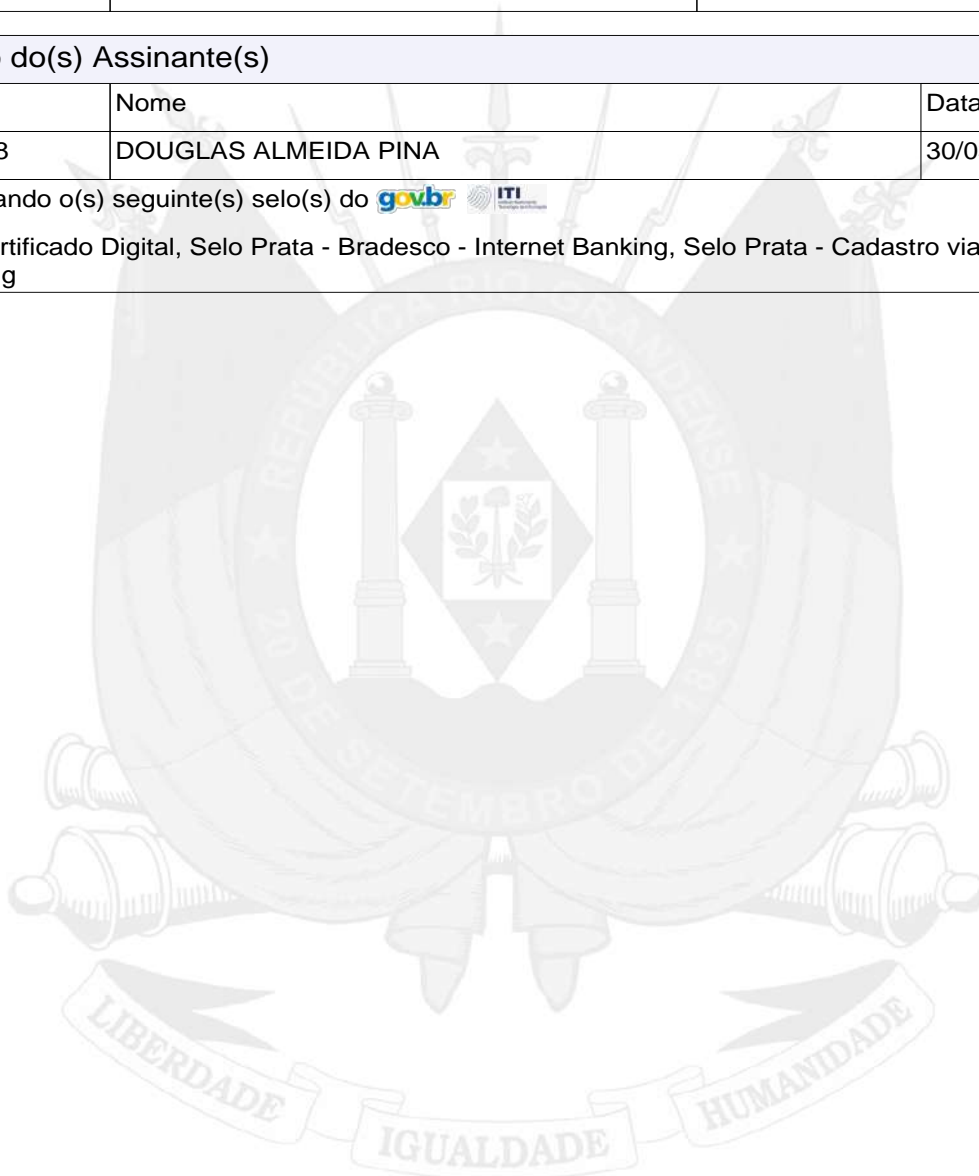 do(s) Assinante(s)
Nome Data
3 DOUGLAS ALMEIDA PINA 30/0
ando o(s) seguinte(s) selo(s) do gov.br ITI
rtificado Digital, Selo Prata - Bradesco - Internet Banking, Selo Prata - Cadastro via
g
REPÚBLICA RIO GRANDENSE
20 DE SETEMBRO DE 1835
LIBERDADE IGUALDADE HUMANIDADE